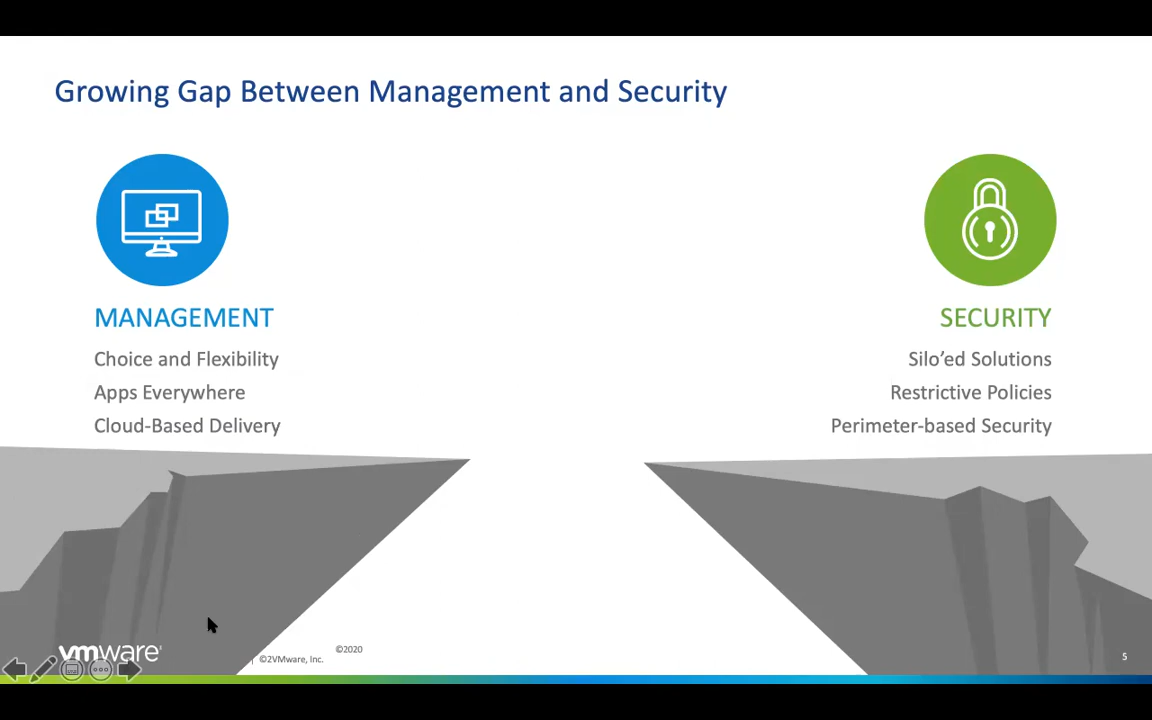 Growing Gap Between Management and Security
MANAGEMENT
Choice and Flexibility
Apps Everywhere
Cloud-Based Delivery
SECURITY
Silo’ed Solutions
Restrictive Policies
Perimeter-based Security
vmware
©2VMware, Inc.
©2020
5